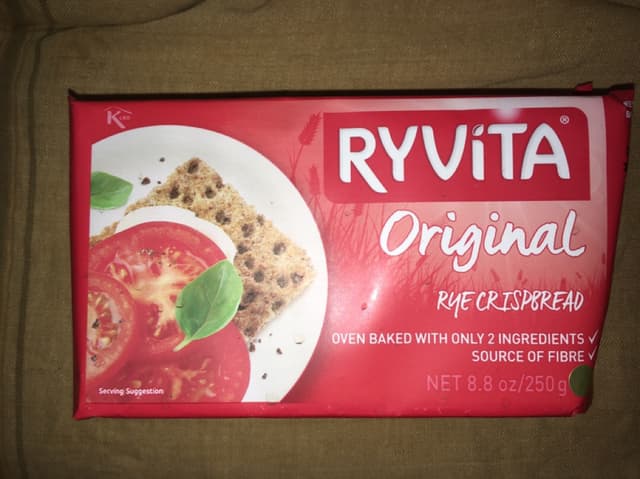 K
RYVITA®
Original
RYE CRISPBREAD
OVEN BAKED WITH ONLY 2 INGREDIENTS ✓
SOURCE OF FIBRE ✓
NET 8.8 oz/250 g
Serving Suggestion